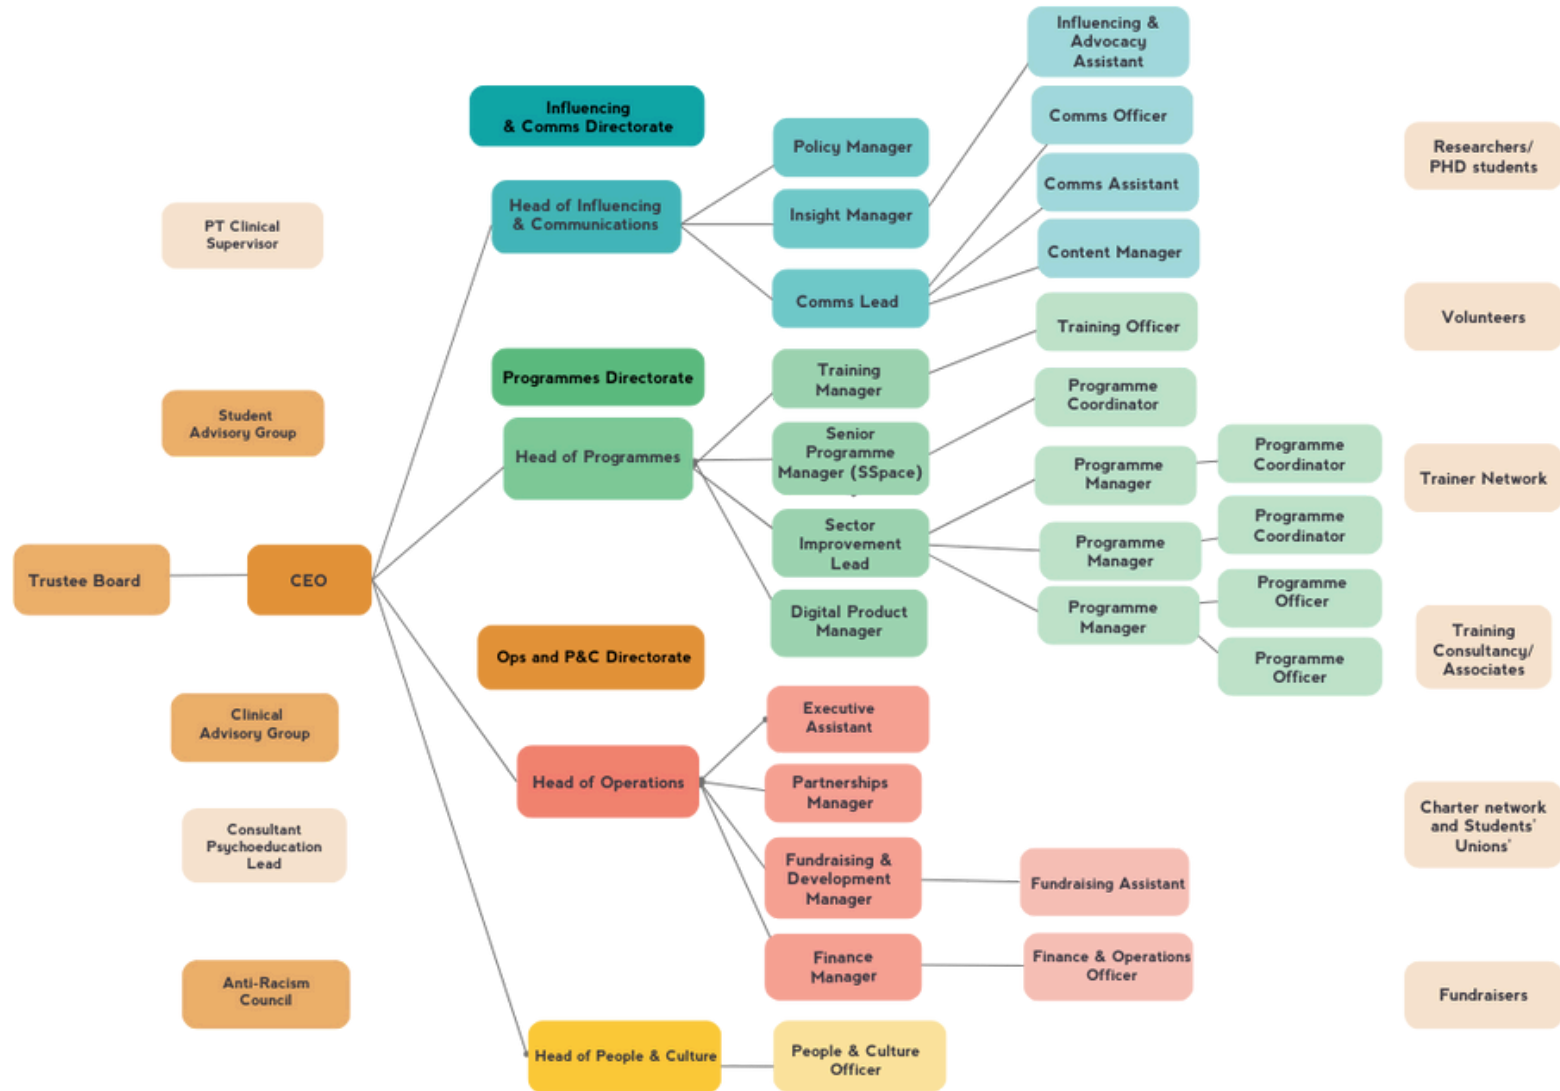 Influencing &
Advocacy
Assistant
Influencing
& Comms Directorate
Comms Officer
Policy Manager
Researchers/
PHD students
Comms Assistant
Head of Influencing
& Communications
Insight Manager
PT Clinical
Supervisor
Content Manager
Comms Lead
Volunteers
Training Officer
Programmes Directorate
Training
Manager
Programme
Coordinator
Student
Advisory Group
Head of Programmes
Senior
Programme
Manager (SSpace)
Programme
Coordinator
Programme
Manager
Trainer Network
Sector
Improvement
Lead
Programme
Coordinator
Programme
Manager
Trustee Board
CEO
Programme
Officer
Digital Product
Manager
Programme
Manager
Training
Consultancy/
Associates
Ops and P&C Directorate
Programme
Officer
Clinical
Advisory Group
Executive
Assistant
Head of Operations
Partnerships
Manager
Charter network
and Students'
Unions'
Consultant
Psychoeducation
Lead
Fundraising &
Development
Manager
Fundraising Assistant
Finance
Manager
Finance & Operations
Officer
Anti-Racism
Council
Fundraisers
Head of People & Culture
People & Culture
Officer